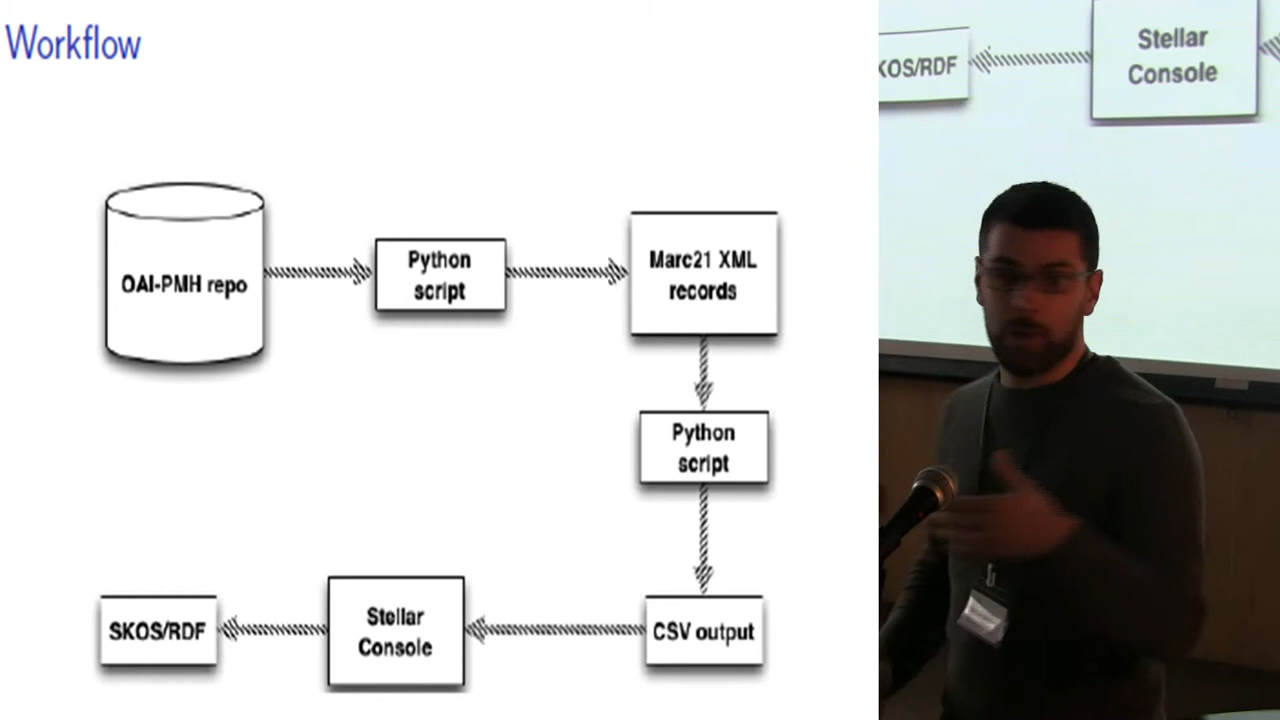 Workflow
OAI-PMH repo
Python
script
Marc21 XML
records
Python
script
CSV output
Stellar
Console
SKOS/RDF
KOS/RDF
Stellar
Console